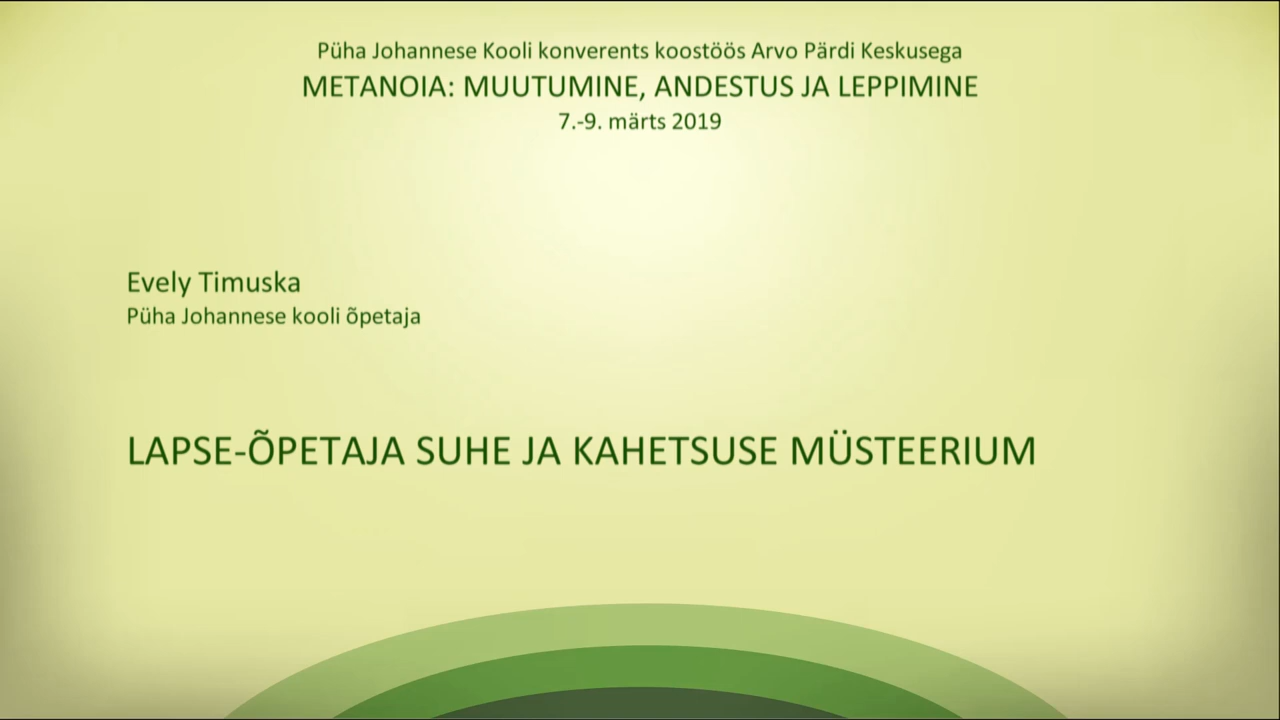 Püha Johannese Kooli konverents koostöös Arvo Pärdi Keskusega
METANOIA: MUUTUMINE, ANDESTUS JA LEPPIMINE
7.-9. märts 2019
Evely Timuska
Püha Johannese kooli õpetaja
LAPSE-ÕPETAJA SUHE JA KAHETSUSE MÜSTEERIUM